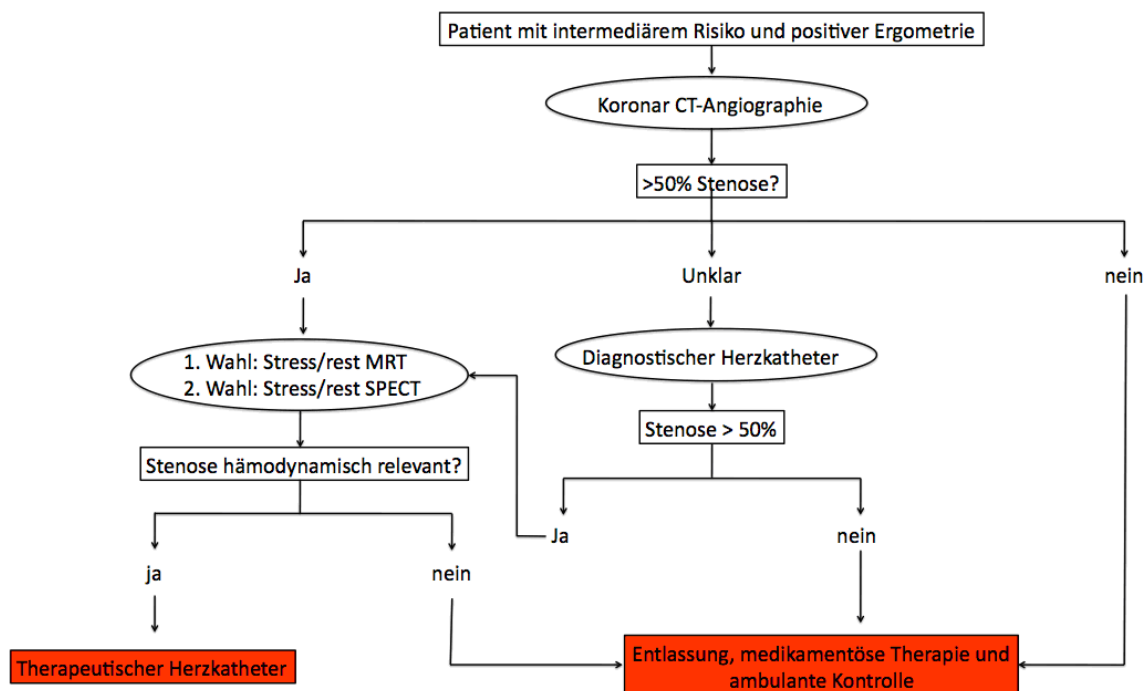 Patient mit intermediärem Risiko und positiver Ergometrie
Koronar CT-Angiographie
>50% Stenose?
Ja
Unklar
nein
1. Wahl: Stress/rest MRT
2. Wahl: Stress/rest SPECT
Diagnostischer Herzkatheter
Stenose > 50%
Stenose hämodynamisch relevant?
Ja
nein
ja
nein
Therapeutischer Herzkatheter
Entlassung, medikamentöse Therapie und
ambulante Kontrolle